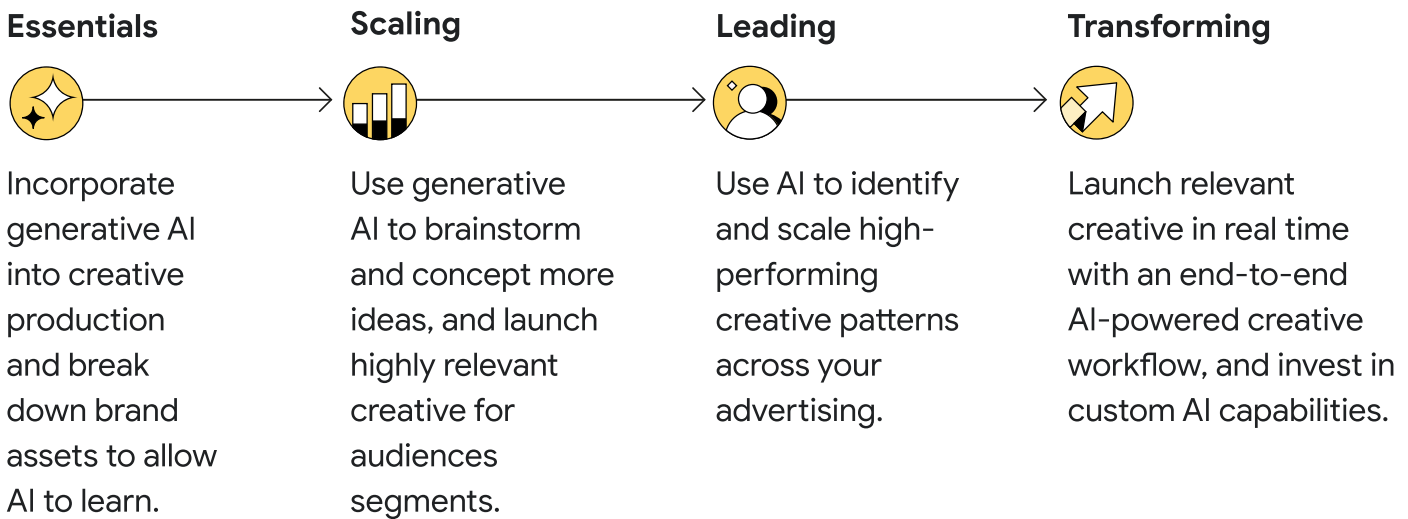 Essentials
Incorporate
generative AI
into creative
production
and break
down brand
assets to allow
AI to learn.
Scaling
Use generative
AI to brainstorm
and concept more
ideas, and launch
highly relevant
creative for
audiences
segments.
Leading
Use AI to identify
and scale high-
performing
creative patterns
across your
advertising.
Transforming
Launch relevant
creative in real time
with an end-to-end
AI-powered creative
workflow, and invest in
custom AI capabilities.